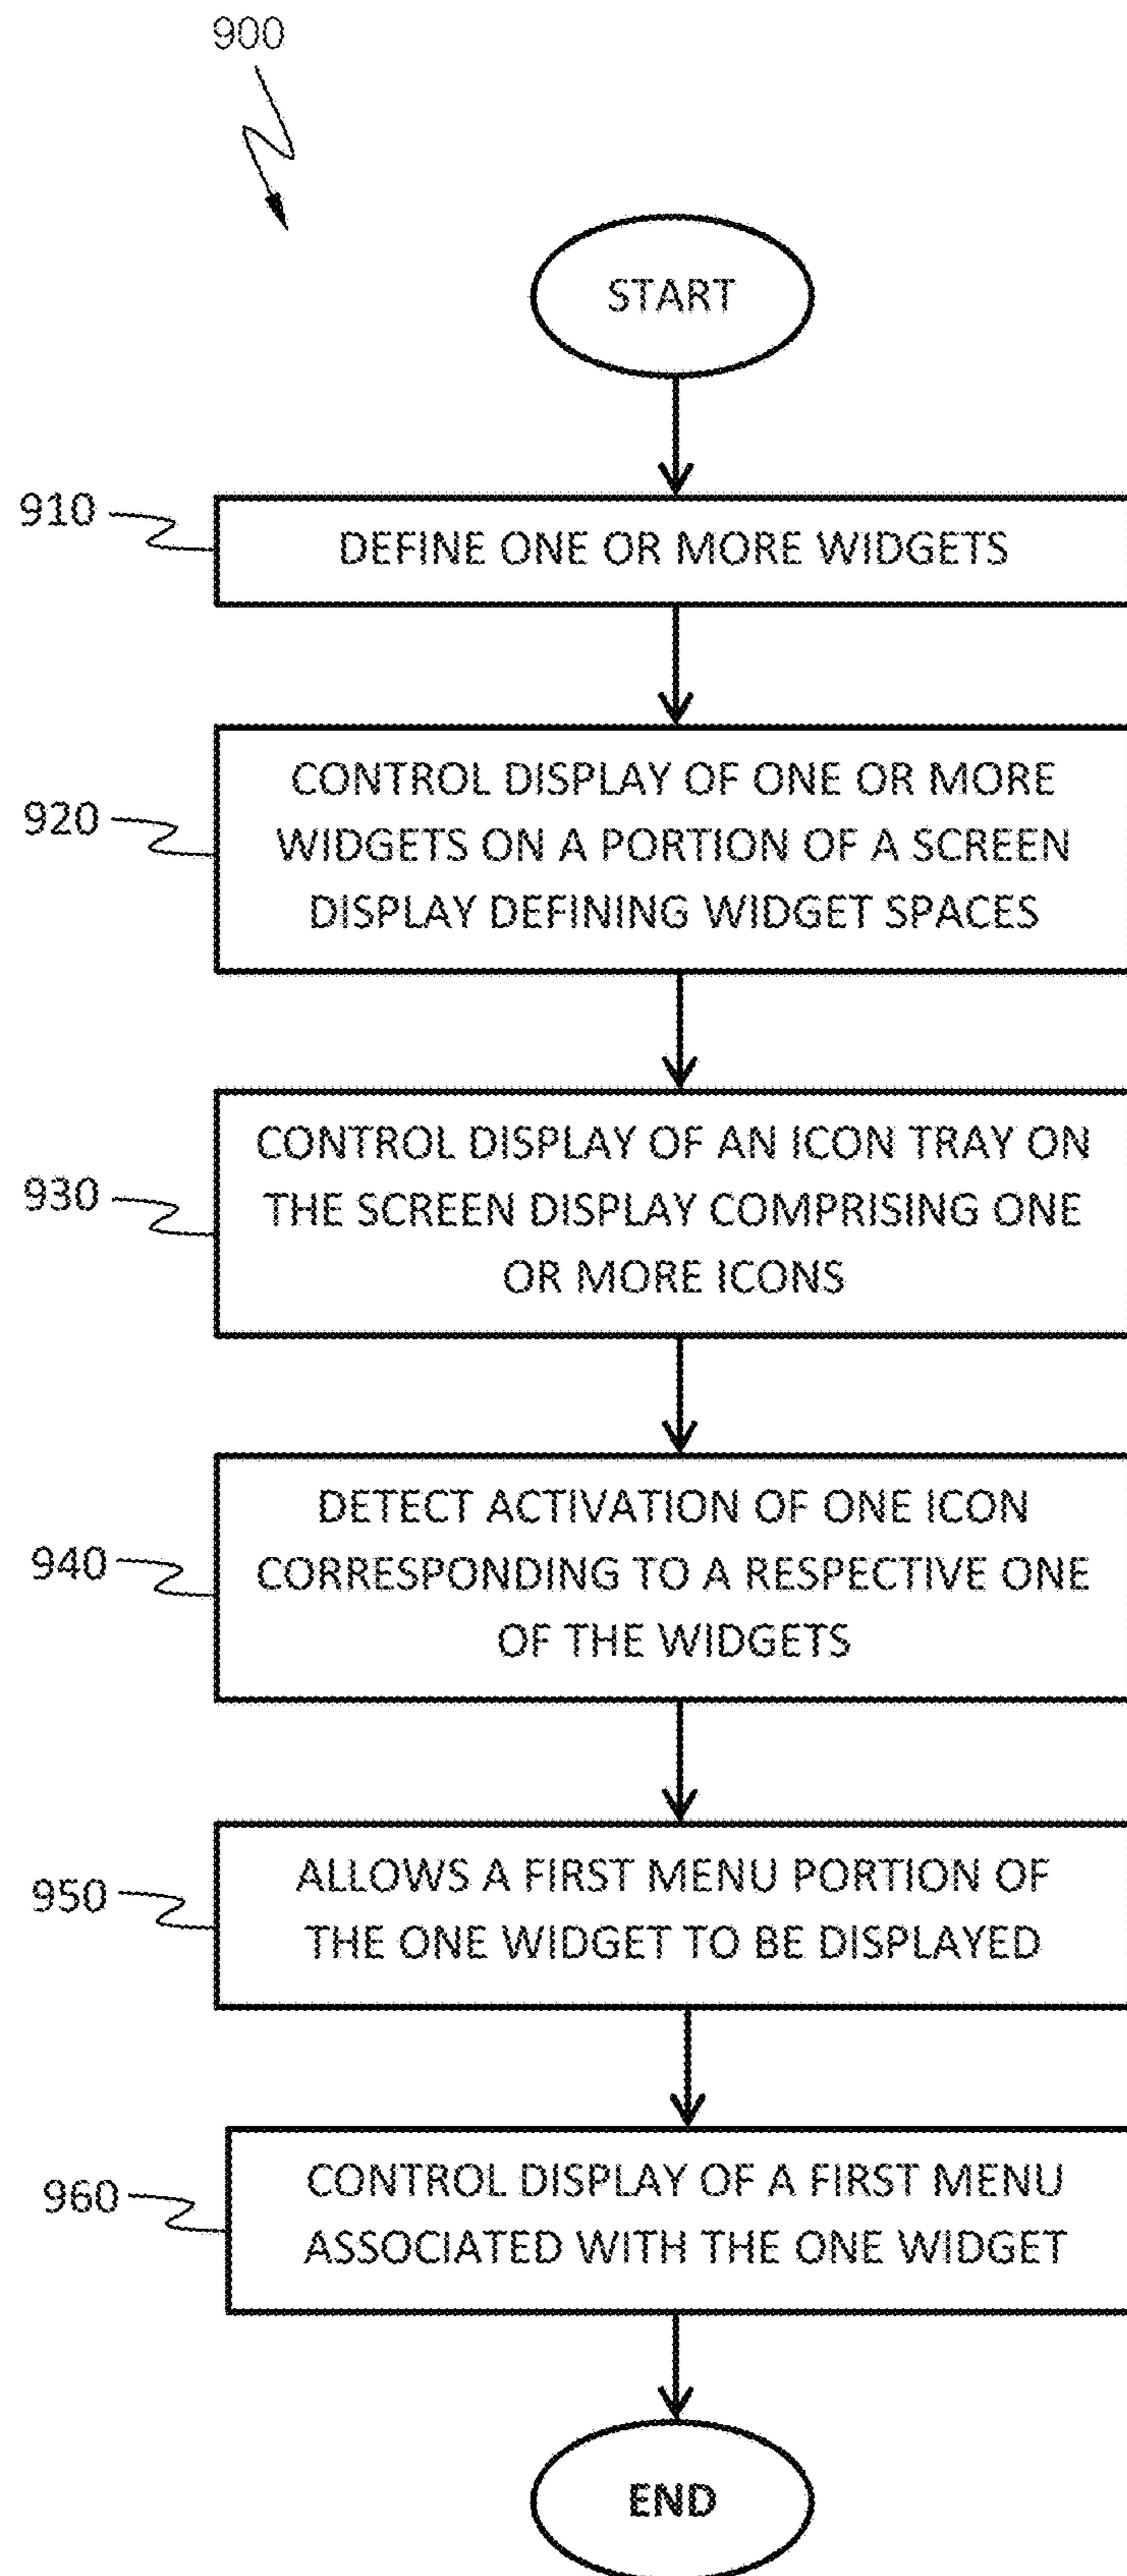 900
START
910
DEFINE ONE OR MORE WIDGETS
920
CONTROL DISPLAY OF ONE OR MORE
WIDGETS ON A PORTION OF A SCREEN
DISPLAY DEFINING WIDGET SPACES
930
CONTROL DISPLAY OF AN ICON TRAY ON
THE SCREEN DISPLAY COMPRISING ONE
OR MORE ICONS
940
DETECT ACTIVATION OF ONE ICON
CORRESPONDING TO A RESPECTIVE ONE
OF THE WIDGETS
950
ALLOWS A FIRST MENU PORTION OF
THE ONE WIDGET TO BE DISPLAYED
960
CONTROL DISPLAY OF A FIRST MENU
ASSOCIATED WITH THE ONE WIDGET
END